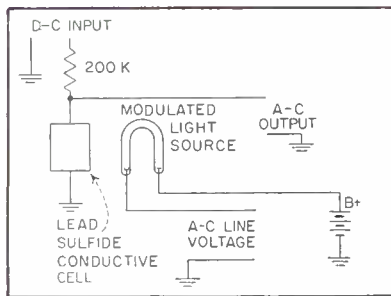 D-C INPUT
200 K
MODULATED
LIGHT
SOURCE
A-C
OUTPUT
B+
LEAD
SULFIDE
CONDUCTIVE
CELL
A-C LINE
VOLTAGE